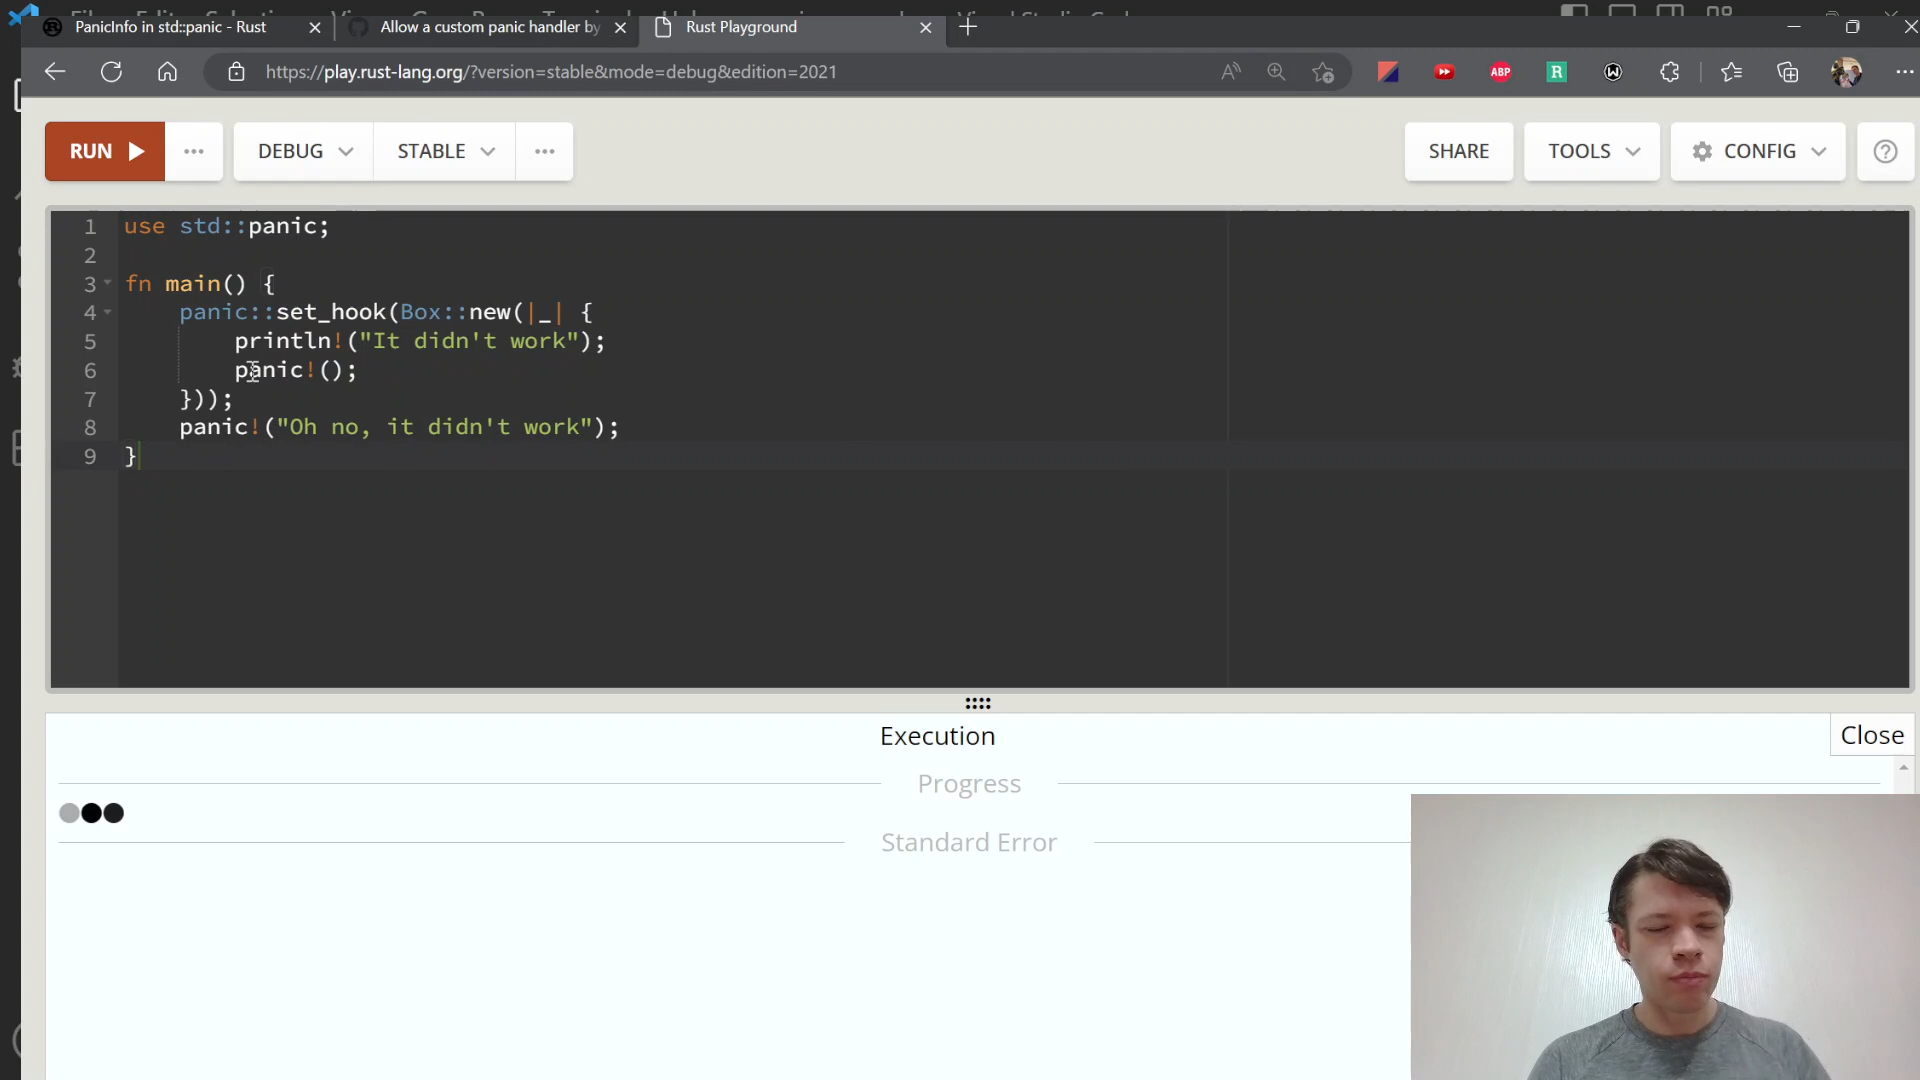 PanicInfo in std::panic - Rust
Allow a custom panic handler by
Rust Playground
https://play.rust-lang.org/?version=stable&mode=debug&edition=2021
ABP
R
RUN
DEBUG
STABLE
SHARE
TOOLS
CONFIG
1 use std::panic;
2
3 fn main() {
4 panic::set_hook(Box::new(|_| {
5 println!("It didn't work");
6 panic!();
7 }));
8 panic!("Oh no, it didn't work");
9 }
Execution
Close
Progress
Standard Error